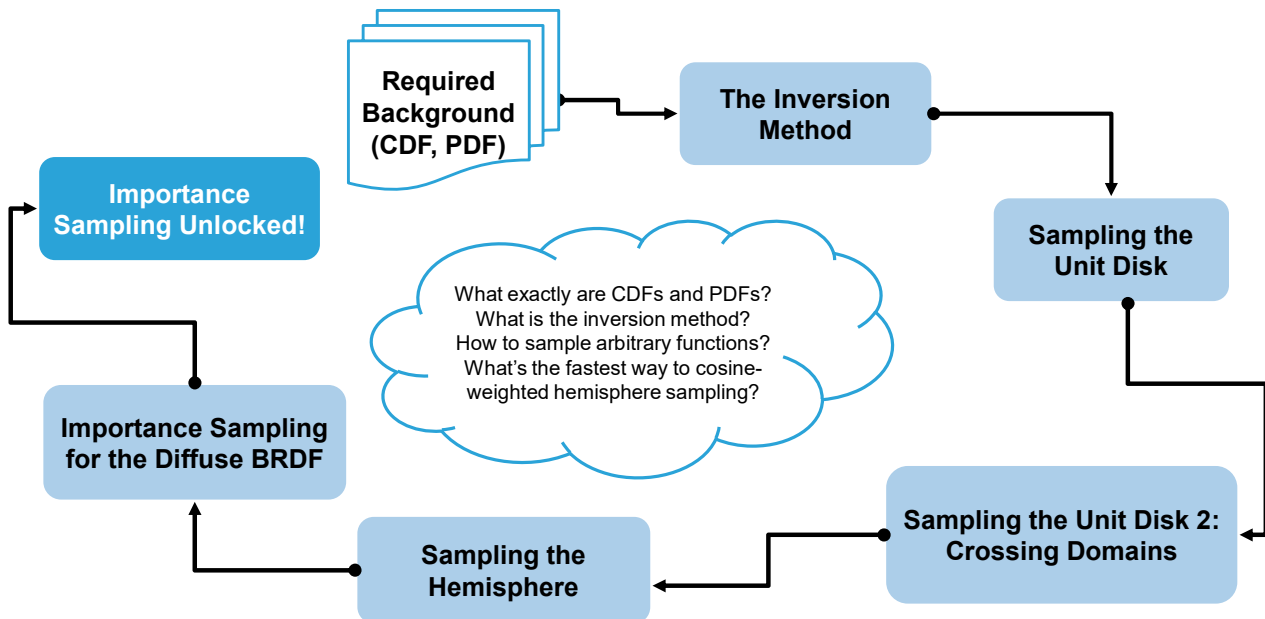 Required
Background
(CDF, PDF)
The Inversion
Method
Importance
Sampling Unlocked!
Sampling the
Unit Disk
What exactly are CDFs and PDFs?
What is the inversion method?
How to sample arbitrary functions?
What’s the fastest way to cosine-
weighted hemisphere sampling?
Importance Sampling
for the Diffuse BRDF
Sampling the Unit Disk 2:
Crossing Domains
Sampling the
Hemisphere